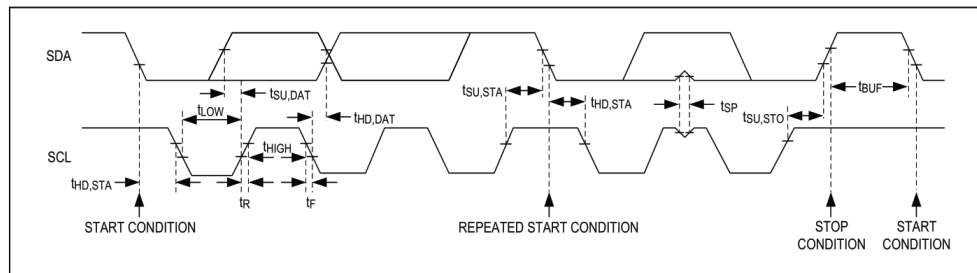 SDA
tSU,DAT
tLOW
tHD,DAT
tSU,STA
tHD,STA
tSP
tSU,STO
tBUF
SCL
tHIGH
tHD,STA
tR
tF
START CONDITION
REPEATED START CONDITION
STOP
CONDITION
START
CONDITION